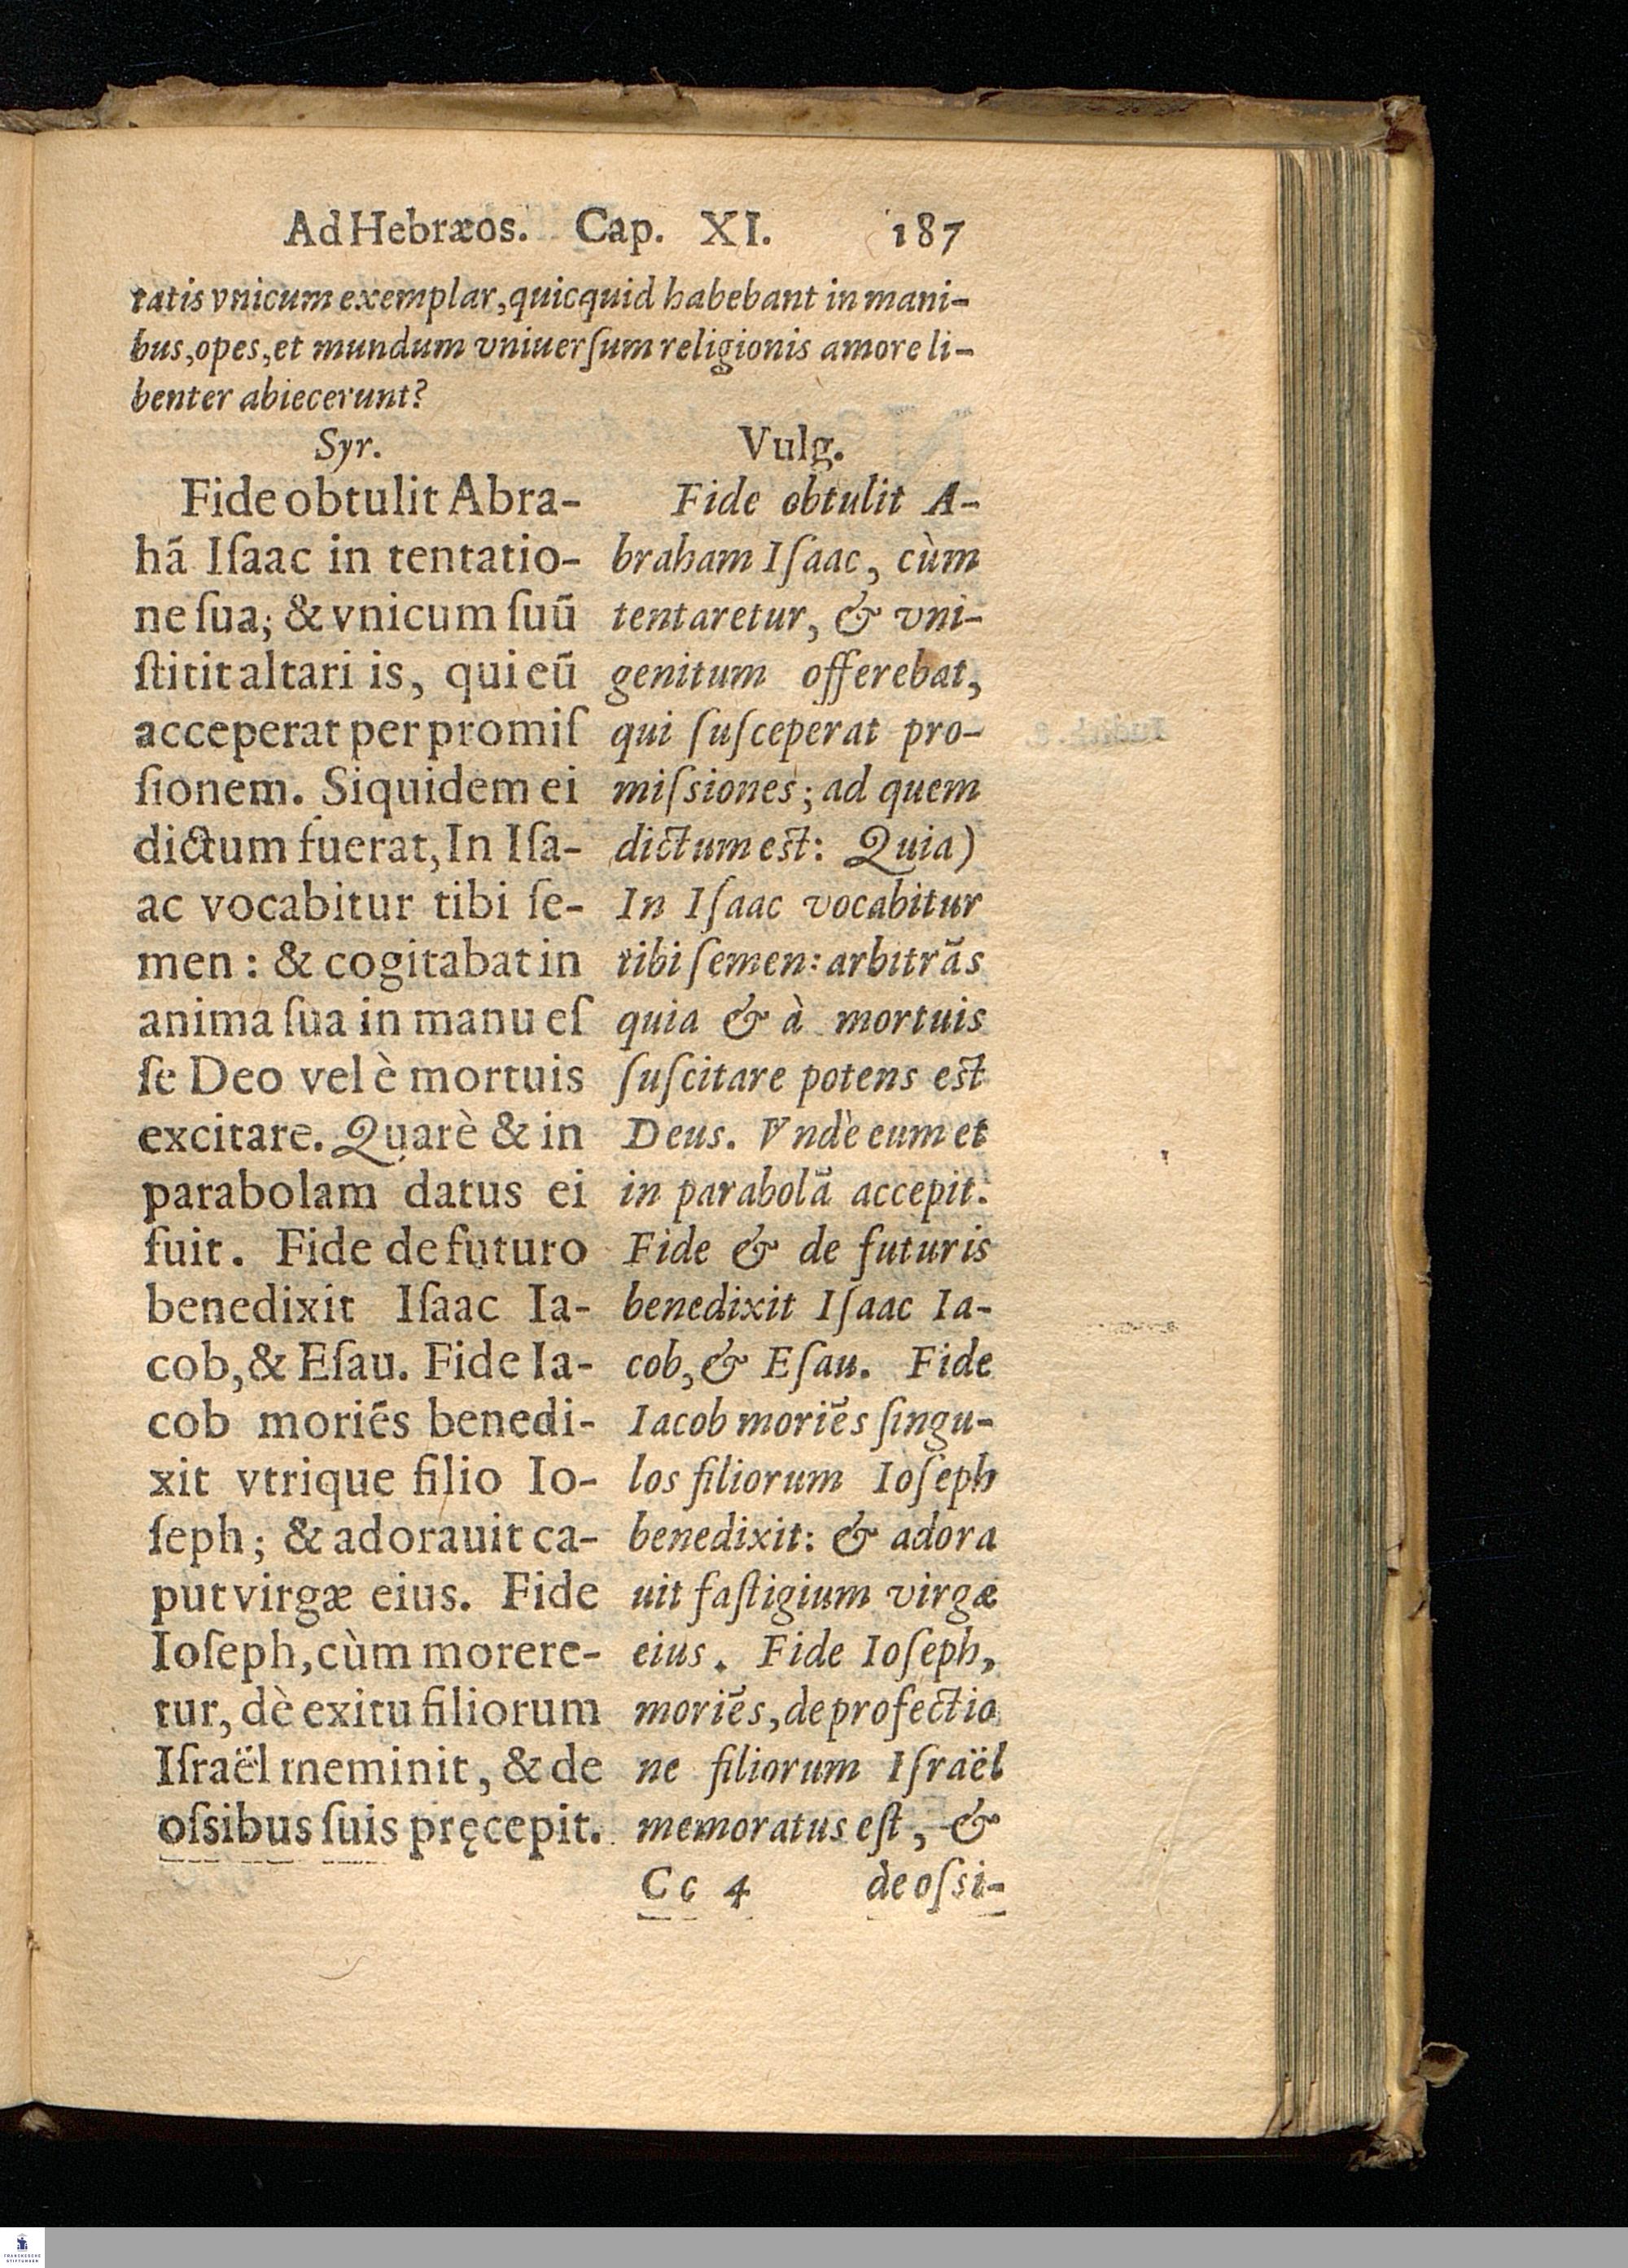 Ad Hebræos. Cap. XI. 187
tatis vnicum exemplar, quicquid habebant in mani-
bus, opes, et mundum vniuerſum religionis amore li-
benter abiecerunt?
Syr.
Fide obtulit Abra-
hã Iſaac in tentatio-
ne ſua; & vnicum ſuũ
ſtitit altari is, qui eũ
acceperat per promiſ
ſionem. Siquidem ei
dictum fuerat, In Iſa-
ac vocabitur tibi ſe-
men: & cogitabat in
anima ſua in manu eſ
ſe Deo vel è mortuis
excitare. Quarè & in
parabolam datus ei
fuit. Fide de futuro
benedixit Iſaac Ia-
cob, & Eſau. Fide Ia-
cob moriẽs benedi-
xit vtrique filio Io-
ſeph; & adorauit ca-
put virgæ eius. Fide
Ioſeph, cùm morere-
tur, dè exitu filiorum
Iſraël meminit, & de
oſsibus ſuis pręcepit.
Vulg.
Fide obtulit A-
braham Iſaac, cùm
tentaretur, & vni-
genitum offerebat,
qui ſuſceperat pro-
miſsiones; ad quem
dictum est: Quia)
In Iſaac vocabitur
tibi ſemen: arbitrãs
quia & à mortuis
ſuſcitare potens est
Deus. Vndè eum et
in parabolã accepit.
Fide & de futuris
benedixit Iſaac Ia-
cob, & Eſau. Fide
Iacob moriẽs ſingu-
los filiorum Ioſeph
benedixit: & adora
uit faſtigium virgæ
eius. Fide Ioſeph,
moriẽs, de profectio
ne filiorum Iſraël
memoratus eſt, &
Cc 4 de oſsi-
FRANCKESCHE
STIFTUNGEN